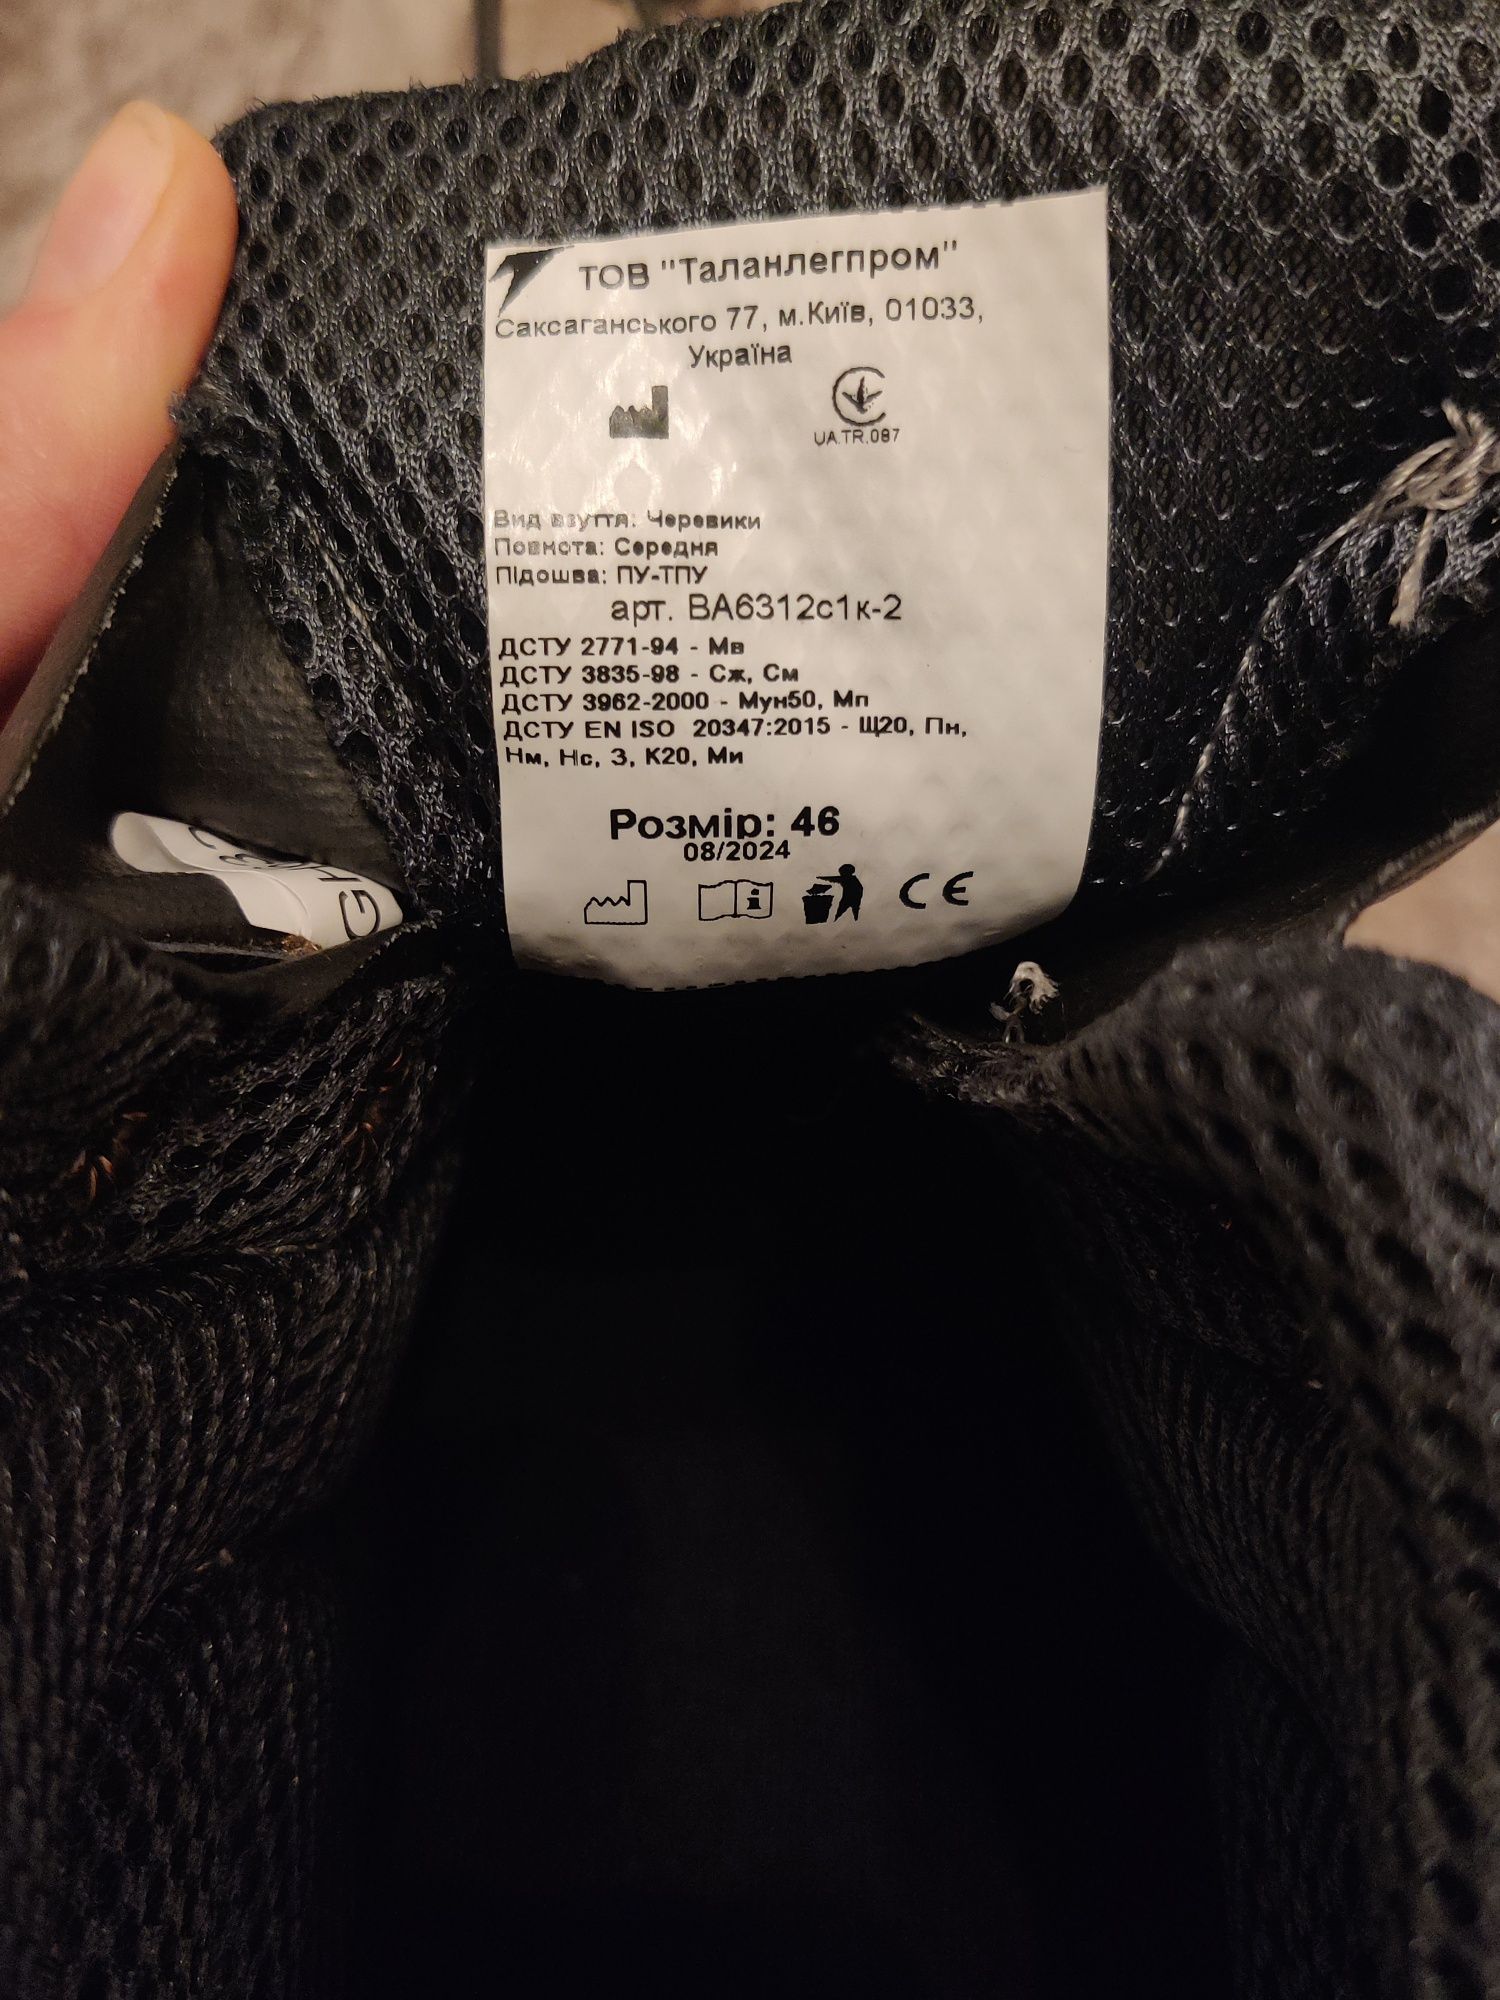 ТОВ "Таланлегпром"
Саксаганського 77, м.Київ, 01033,
Україна
UA.TR.087
Вид взуття: Черевики
Повнота: Середня
Підошва: ПУ-ТПУ
арт. ВА6312с1к-2
ДСТУ 2771-94 - Мв
ДСТУ 3835-98 - Сж, См
ДСТУ 3962-2000 - Мун50, Мп
ДСТУ EN ISO 20347:2015 - Щ20, Пн,
Нм, Нс, З, К20, Ми
Розмір: 46
08/2024
CE